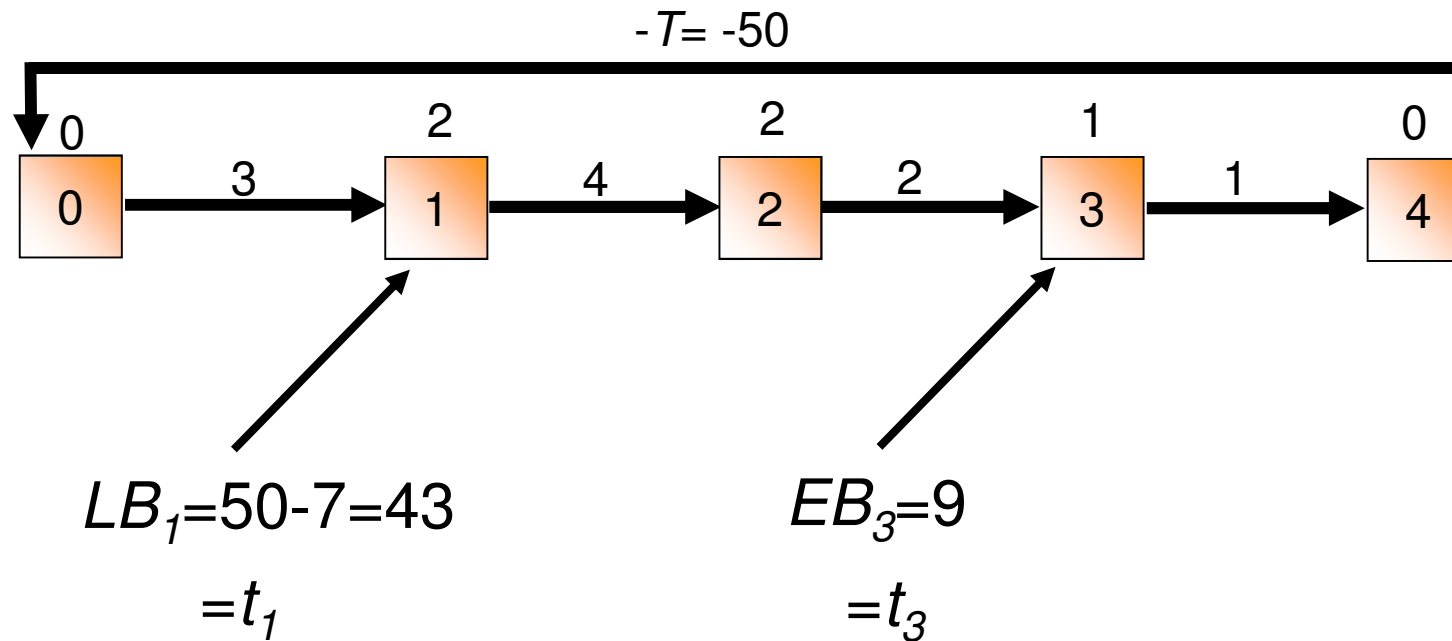 -T= -50
0 2 2 1 0
3 4 2 1
0 1 2 3 4
LB1=50-7=43
=t1
EB3=9
=t3